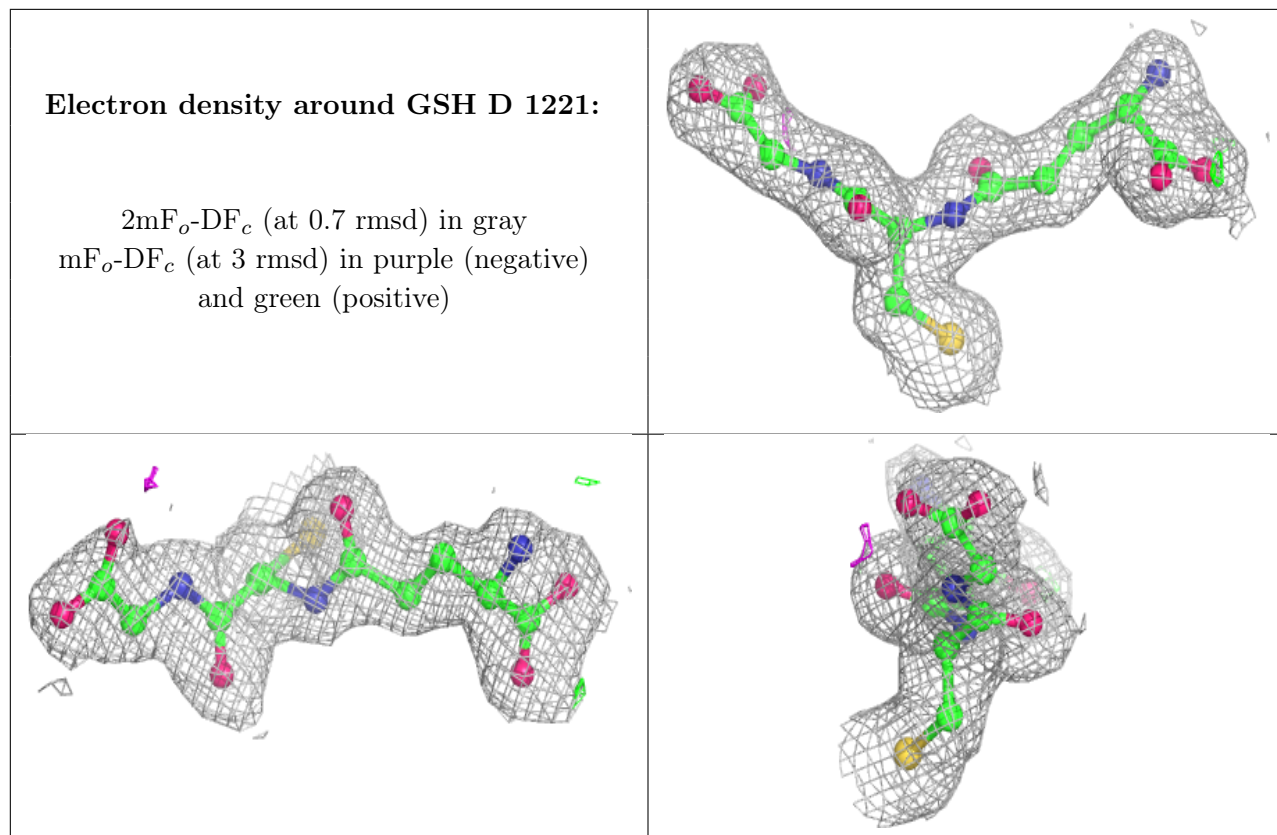 Electron density around GSH D 1221:
2mFo-DFc (at 0.7 rmsd) in gray
mFo-DFc (at 3 rmsd) in purple (negative)
and green (positive)